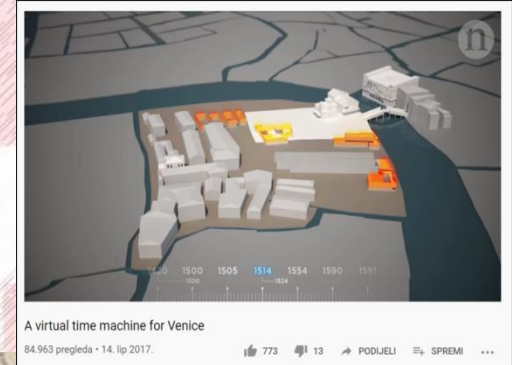 n
1500 1505 1514 1554 1590 1591
1500 1524
A virtual time machine for Venice
84.963 pregleda • 14. lip 2017.
773 13 PODIJELI SPREMI